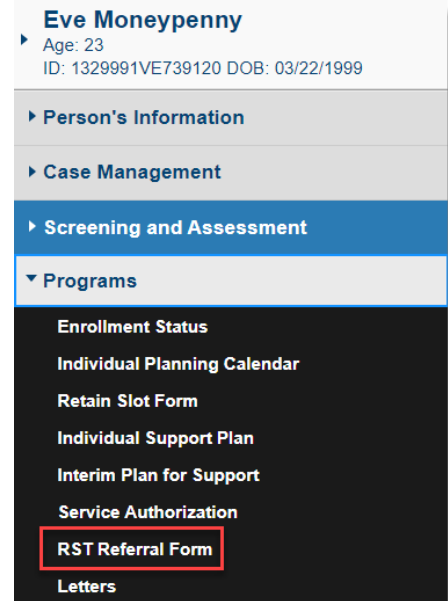 Eve Moneypenny
Age: 23
ID: 1329991VE739120 DOB: 03/22/1999
Person's Information
Case Management
Screening and Assessment
Programs
Enrollment Status
Individual Planning Calendar
Retain Slot Form
Individual Support Plan
Interim Plan for Support
Service Authorization
RST Referral Form
Letters